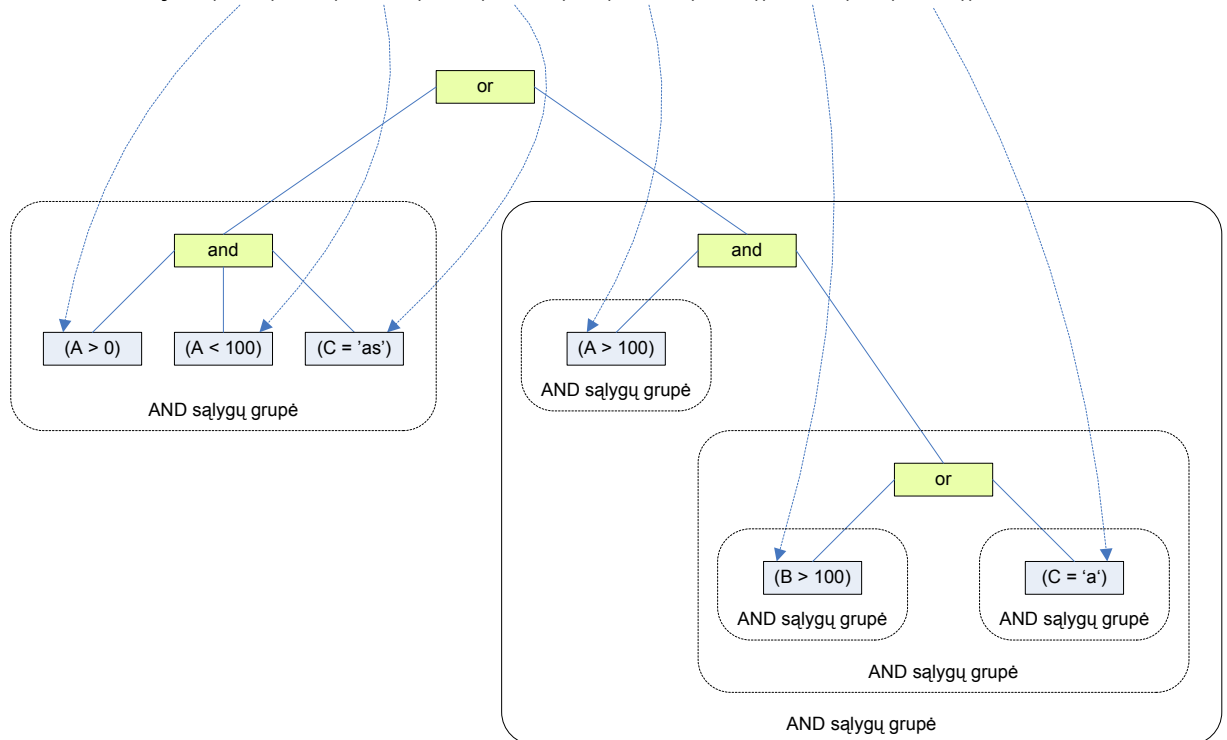 or
and
and
(A > 0)
(A < 100)
(C = 'as')
(A > 100)
AND sąlygų grupė
AND sąlygų grupė
or
(B > 100)
(C = ‘a‘)
AND sąlygų grupė
AND sąlygų grupė
AND sąlygų grupė
AND sąlygų grupė